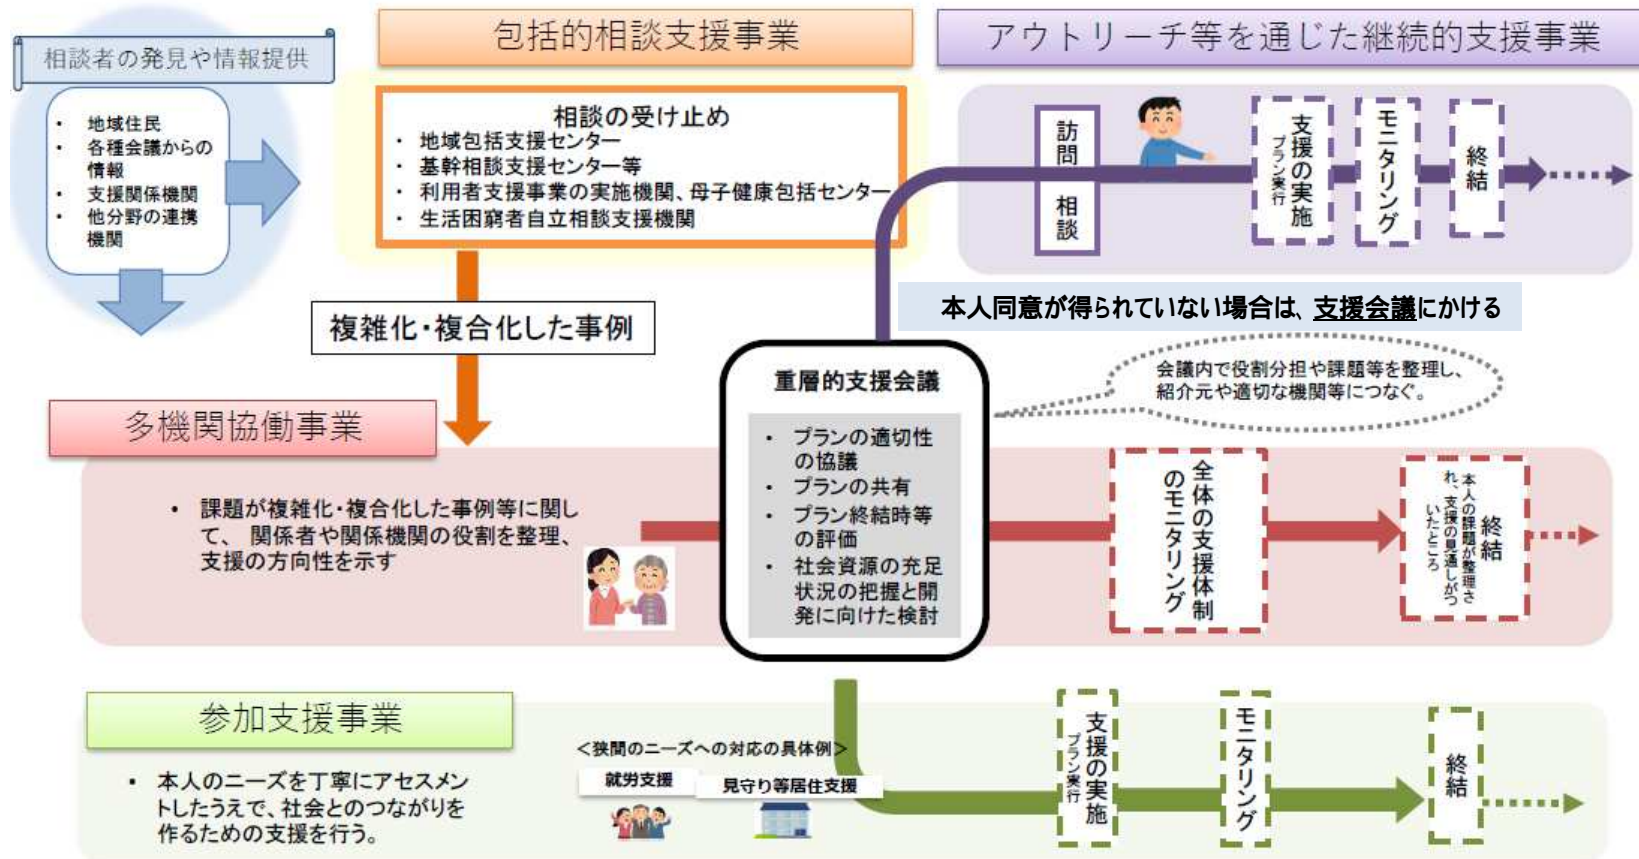 相談者の発見や情報提供
・ 地域住民
・ 各種会議からの
情報
・ 支援関係機関
・ 他分野の連携
機関
包括的相談支援事業
相談の受け止め
・ 地域包括支援センター
・ 基幹相談支援センター等
・ 利用者支援事業の実施機関、母子健康包括センター
・ 生活困窮者自立相談支援機関
複雑化・複合化した事例
アウトリーチ等を通じた継続的支援事業
訪問
相談
支援の実施
プラン実行
モニタリング
終結
本人同意が得られていない場合は、支援会議にかける
会議内で役割分担や課題等を整理し、
紹介元や適切な機関等につなぐ。
重層的支援会議
・ プランの適切性
の協議
・ プランの共有
・ プラン終結時等
の評価
・ 社会資源の充足
状況の把握と開
発に向けた検討
多機関協働事業
・ 課題が複雑化・複合化した事例等に関し
て、 関係者や関係機関の役割を整理、
支援の方向性を示す
全体の支援体制
のモニタリング
終結
本人の課題が整理さ
れ、支援の見通しがつ
いたところ
参加支援事業
・ 本人のニーズを丁寧にアセスメン
トしたうえで、社会とのつながりを
作るための支援を行う。
＜狭間のニーズへの対応の具体例＞
就労支援
見守り等居住支援
支援の実施
プラン実行
モニタリング
終結